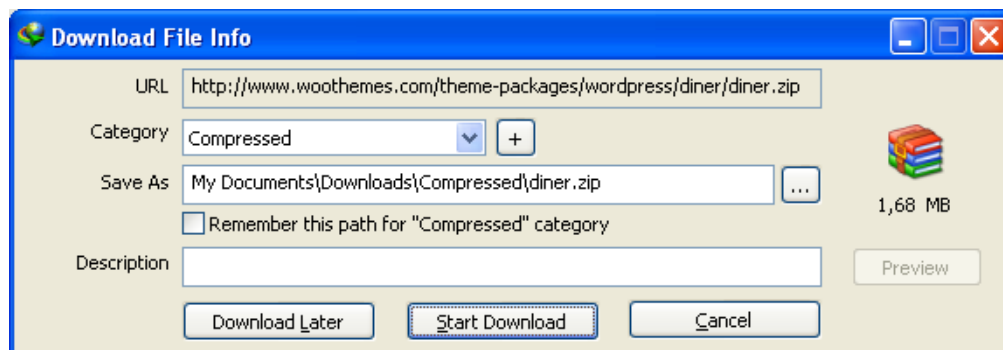 Download File Info
URL http://www.woothemes.com/theme-packages/wordpress/diner/diner.zip
Category Compressed +
Save As My Documents\Downloads\Compressed\diner.zip ...
1,68 MB
Remember this path for "Compressed" category
Description
Preview
Download Later Start Download Cancel